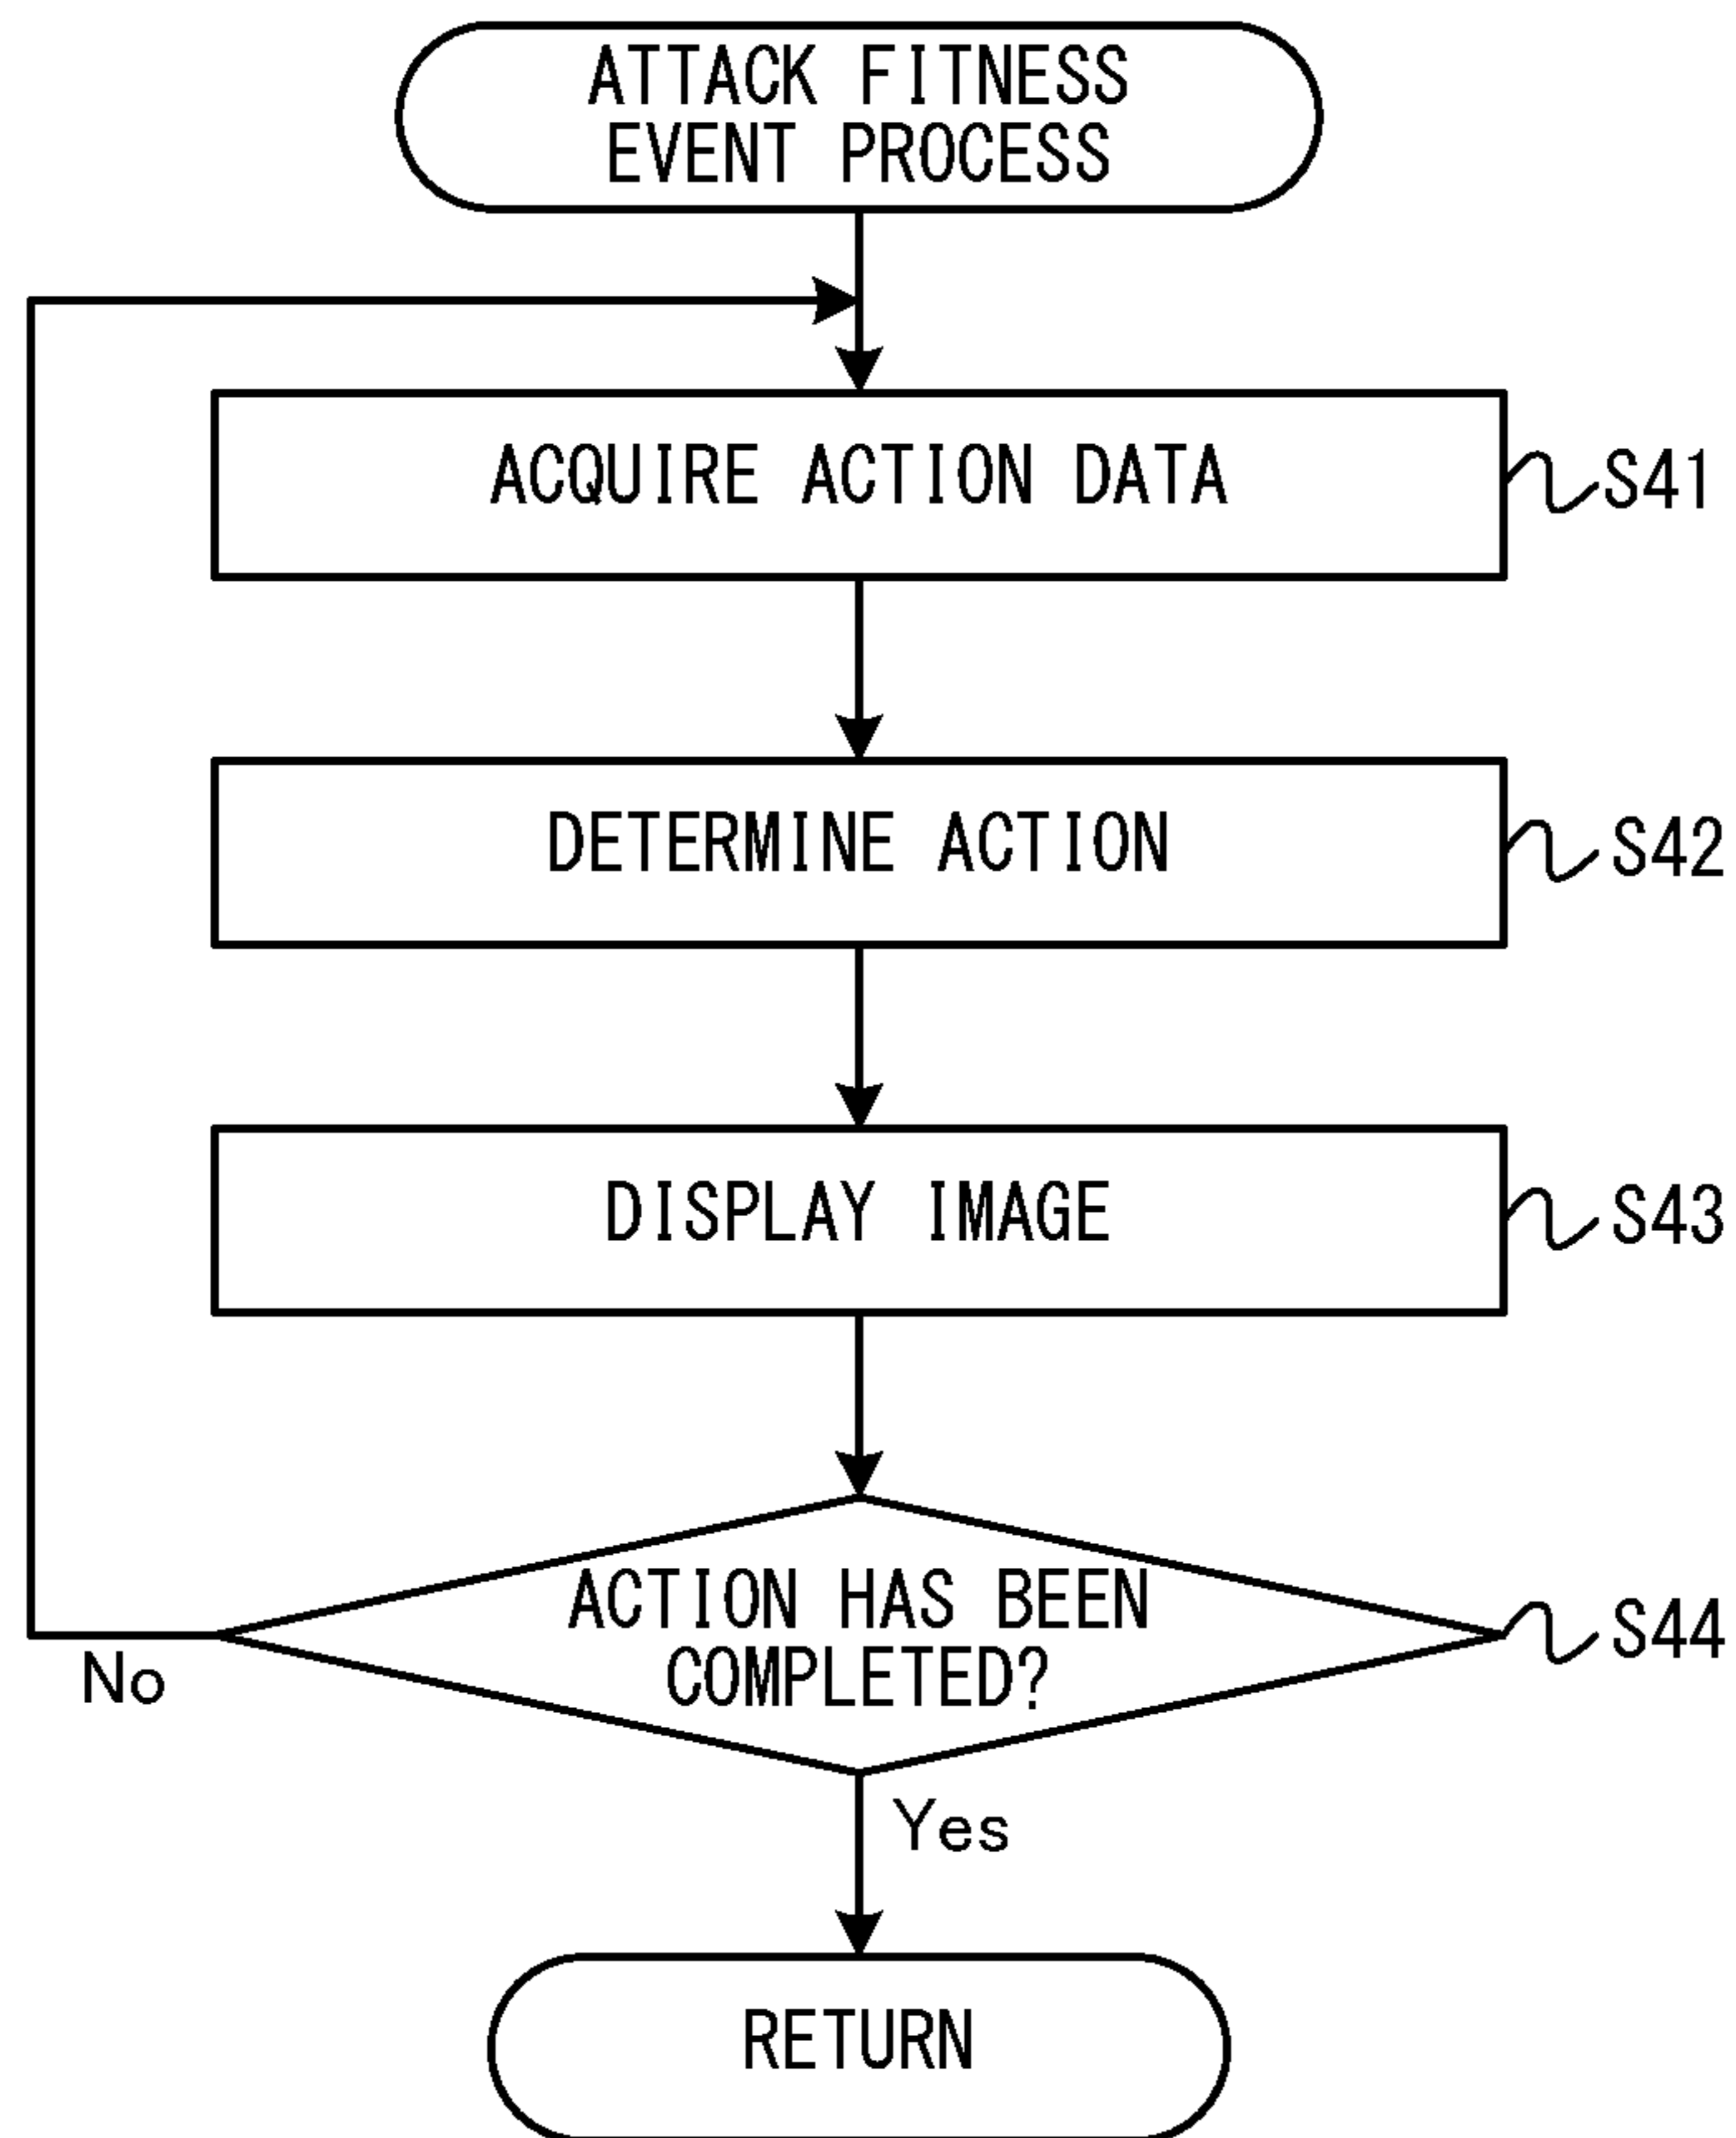 ATTACK FITNESS
EVENT PROCESS
ACQUIRE ACTION DATA
S41
DETERMINE ACTION
S42
DISPLAY IMAGE
S43
ACTION HAS BEEN
COMPLETED?
S44
No
Yes
RETURN